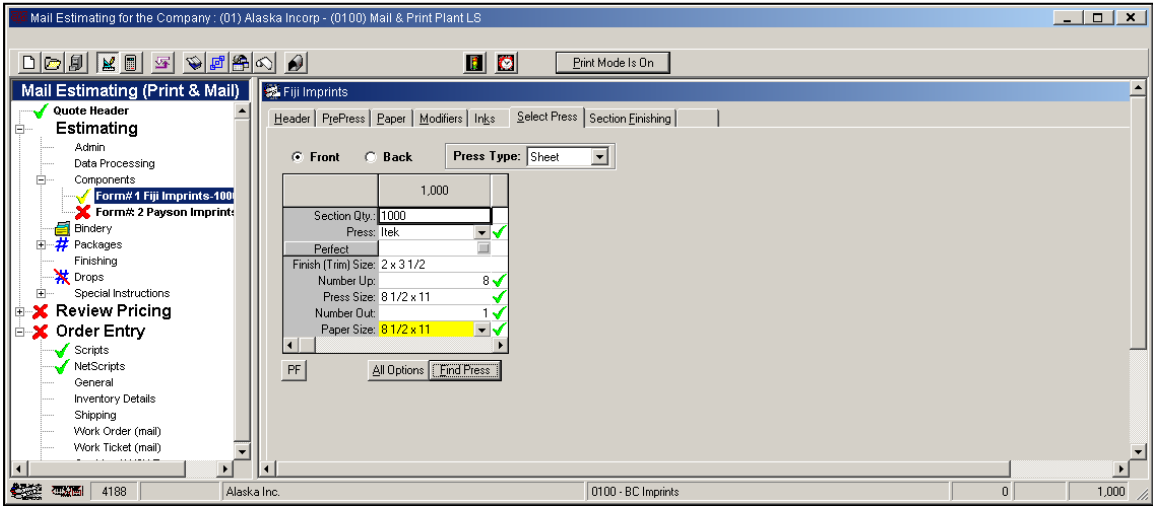 Mail Estimating for the Company : (01) Alaska Incorp - (0100) Mail & Print Plant LS
Print Mode Is On
Mail Estimating (Print & Mail)
Quote Header
Estimating
Admin
Data Processing
Components
Form# 1 Fiji Imprints-100
Form# 2 Payson Imprints
Bindery
Packages
Finishing
Drops
Special Instructions
Review Pricing
Order Entry
Scripts
NetScripts
General
Inventory Details
Shipping
Work Order (mail)
Work Ticket (mail)
Fiji Imprints
Header PrePress Paper Modifiers Inks Select Press Section Finishing
Front Back Press Type: Sheet
1,000
Section Qty.: 1000
Press: Itek
Perfect
Finish (Trim) Size: 2 x 3 1/2
Number Up: 8
Press Size: 8 1/2 x 11
Number Out: 1
Paper Size: 8 1/2 x 11
PF All Options Find Press
4188 Alaska Inc. 0100 - BC Imprints 0 1,000